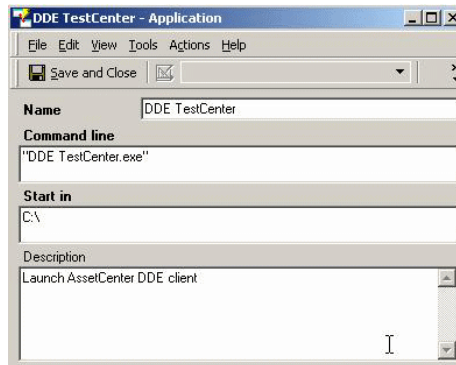 DDE TestCenter - Application
File Edit View Tools Actions Help
Save and Close
Name DDE TestCenter
Command line
"DDE TestCenter.exe"
Start in
C:\
Description
Launch AssetCenter DDE client